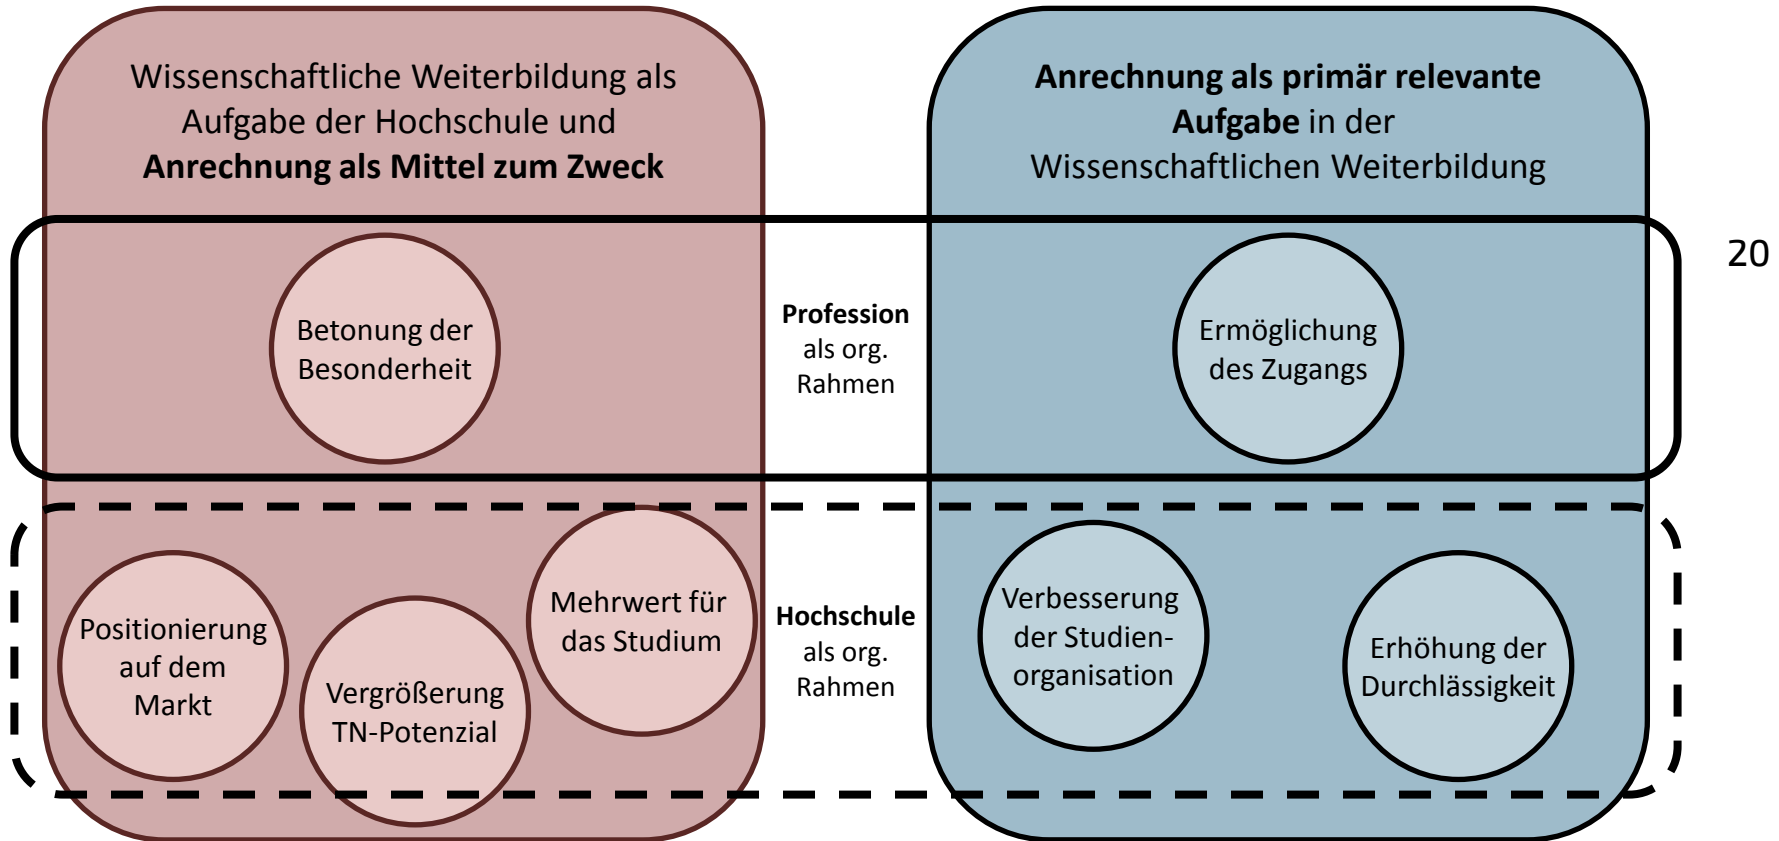 Wissenschaftliche Weiterbildung als
Aufgabe der Hochschule und
Anrechnung als Mittel zum Zweck
Anrechnung als primär relevante
Aufgabe in der
Wissenschaftlichen Weiterbildung
20
Betonung der
Besonderheit
Profession
als org.
Rahmen
Ermöglichung
des Zugangs
Positionierung
auf dem
Markt
Vergrößerung
TN-Potenzial
Mehrwert für
das Studium
Hochschule
als org.
Rahmen
Verbesserung
der Studien-
organisation
Erhöhung der
Durchlässigkeit